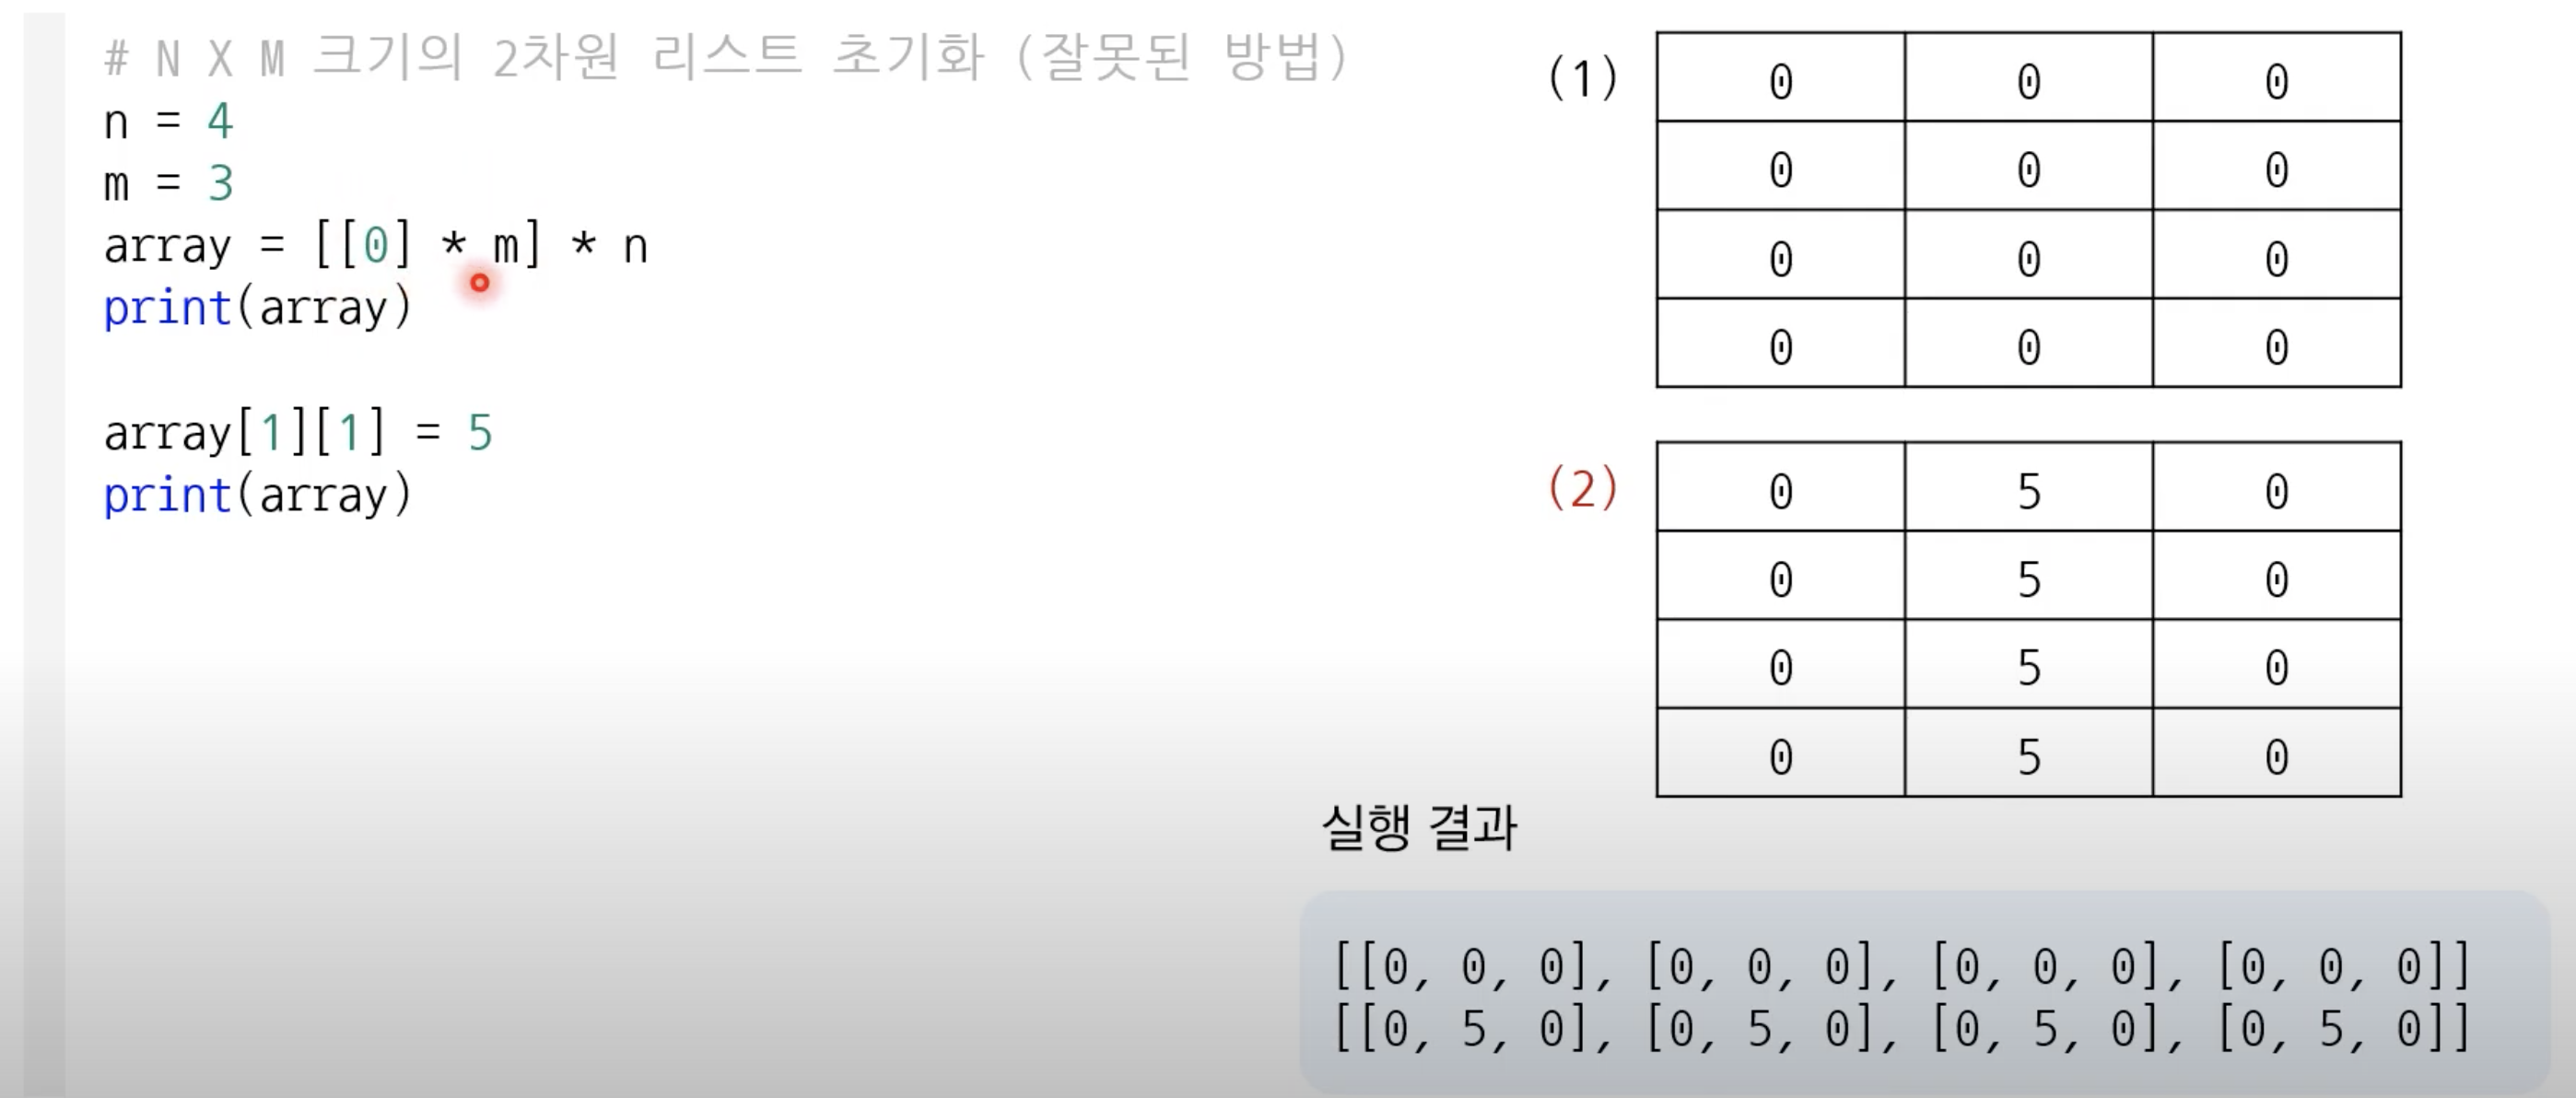 # N X M 크기의 2차원 리스트 초기화 (잘못된 방법)
n = 4
m = 3
array = [[0] * m] * n
print(array)

array[1][1] = 5
print(array)

(1)
0 0 0
0 0 0
0 0 0
0 0 0

(2)
0 5 0
0 5 0
0 5 0
0 5 0

실행 결과
[[0, 0, 0], [0, 0, 0], [0, 0, 0], [0, 0, 0]]
[[0, 5, 0], [0, 5, 0], [0, 5, 0], [0, 5, 0]]